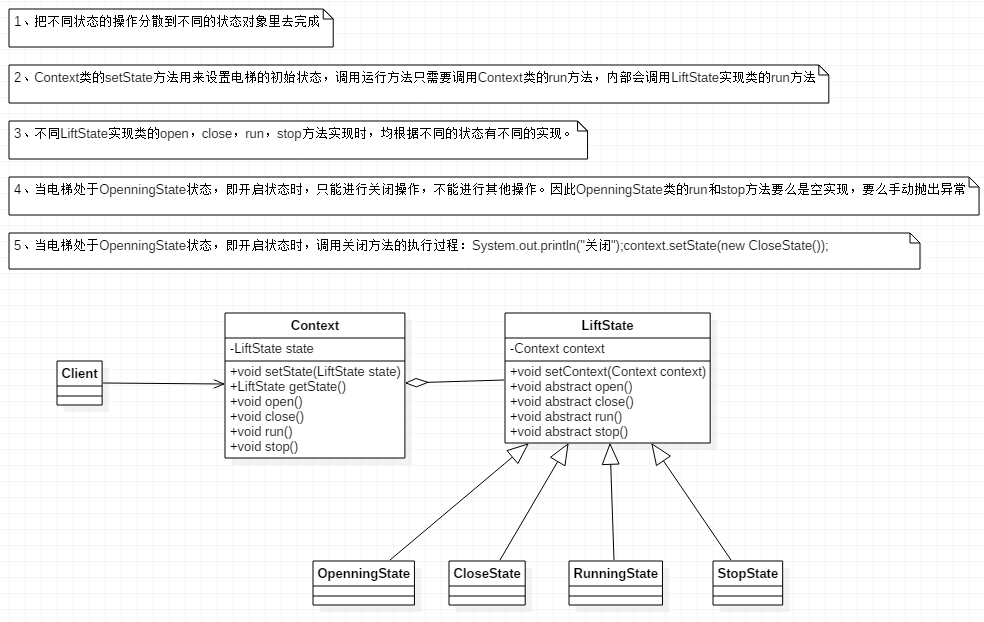 1、把不同状态的操作分散到不同的状态对象里去完成
2、Context类的setState方法用来设置电梯的初始状态，调用运行方法只需要调用Context类的run方法，内部会调用LiftState实现类的run方法
3、不同LiftState实现类的open，close，run，stop方法实现时，均根据不同的状态有不同的实现。
4、当电梯处于OpenningState状态，即开启状态时，只能进行关闭操作，不能进行其他操作。因此OpenningState类的run和stop方法要么是空实现，要么手动抛出异常
5、当电梯处于OpenningState状态，即开启状态时，调用关闭方法的执行过程：System.out.println("关闭");context.setState(new CloseState());
Client
Context
-LiftState state
+void setState(LiftState state)
+LiftState getState()
+void open()
+void close()
+void run()
+void stop()
LiftState
-Context context
+void setContext(Context context)
+void abstract open()
+void abstract close()
+void abstract run()
+void abstract stop()
OpenningState
CloseState
RunningState
StopState